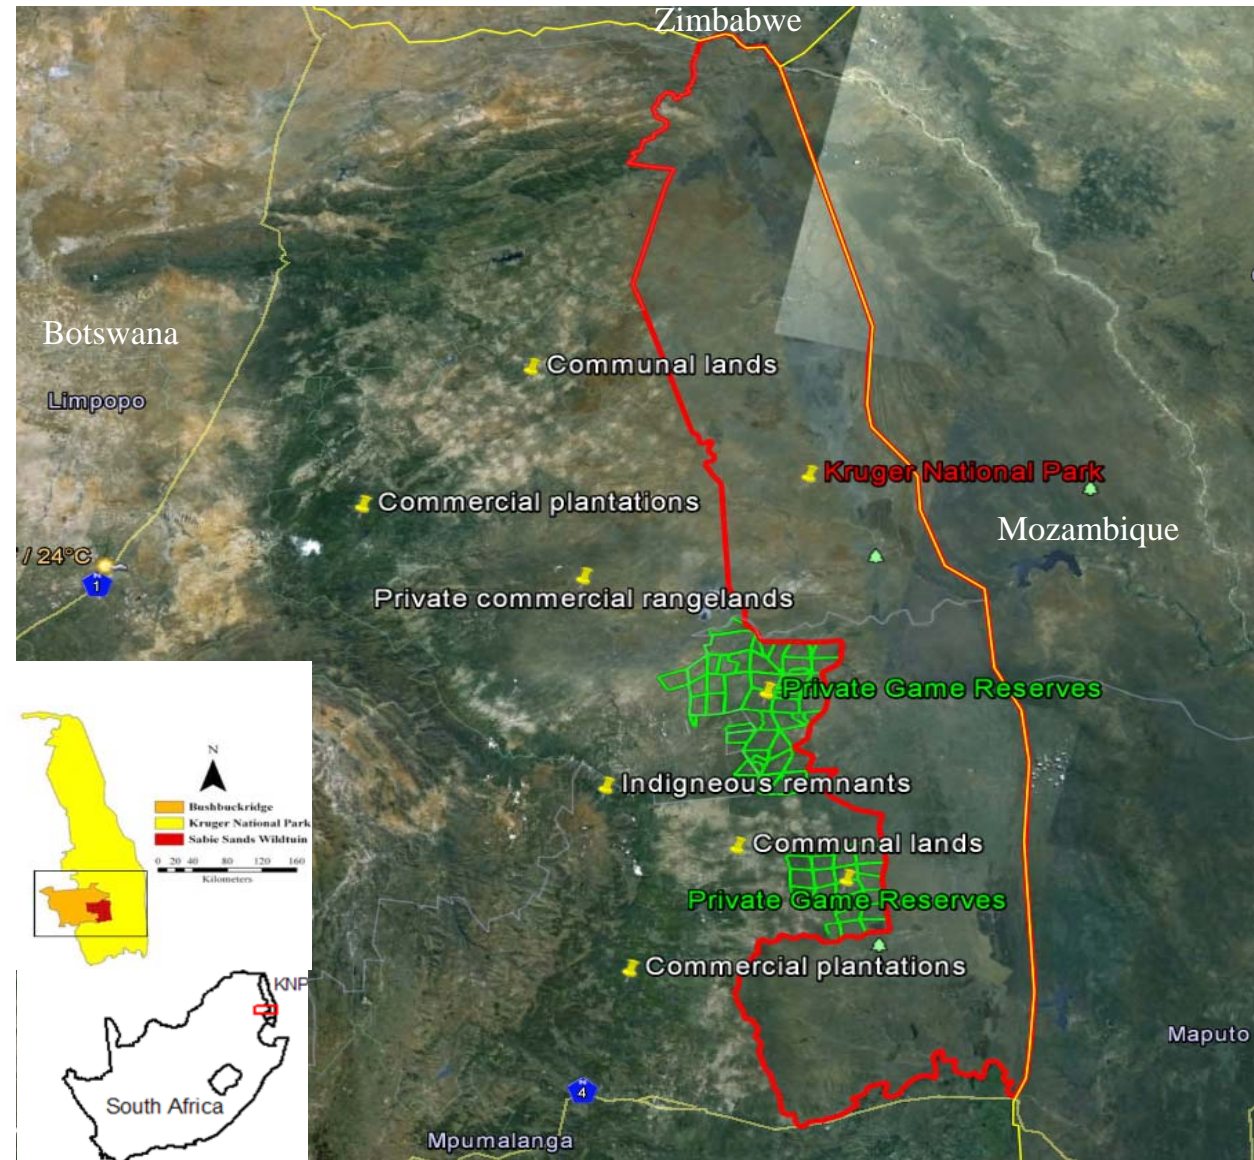 Zimbabwe
Botswana
Limpopo
Communal lands
Kruger National Park
Commercial plantations
Mozambique
/ 24°C
1
Private commercial rangelands
Private Game Reserves
Indigneous remnants
Communal lands
Private Game Reserves
Commercial plantations
Maputo
4
Mpumalanga
N
Bushbuckridge
Kruger National Park
Sabie Sands Wildtuin
0 20 40 80 120 160
Kilometers
KNP
South Africa